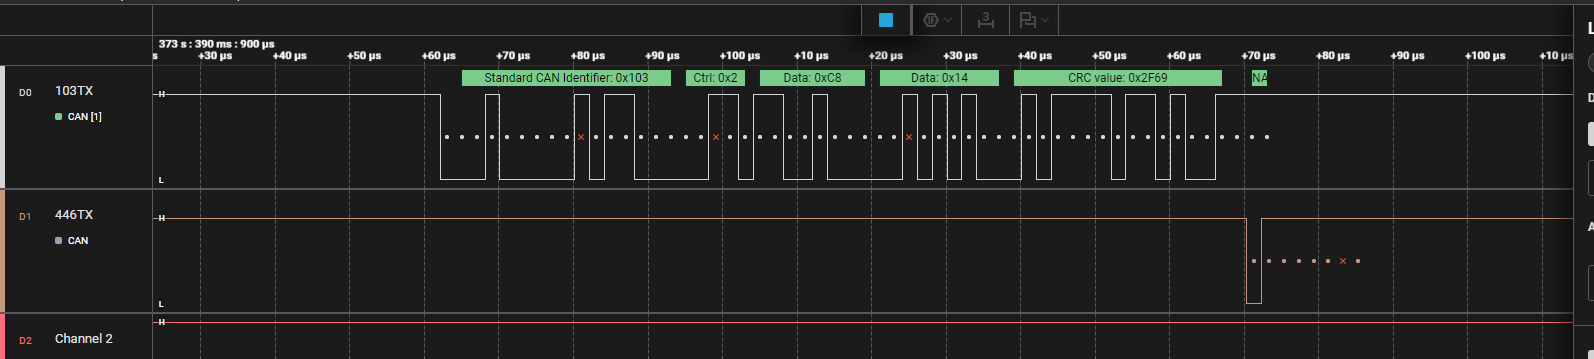 1F
3
373 s : 390 ms : 900 µs
s +30 µs +40 µs +50 µs +60 µs +70 µs +80 µs +90 µs +100 µs +10 µs +20 µs +30 µs +40 µs +50 µs +60 µs +70 µs +80 µs +90 µs +100 µs +10 µs
Standard CAN Identifier: 0x103 Ctrl: 0x2 Data: 0xC8 Data: 0x14 CRC value: 0x2F69 NA
D0 103TX H
CAN [1]
L
D1 446TX H
CAN
L
H
D2 Channel 2